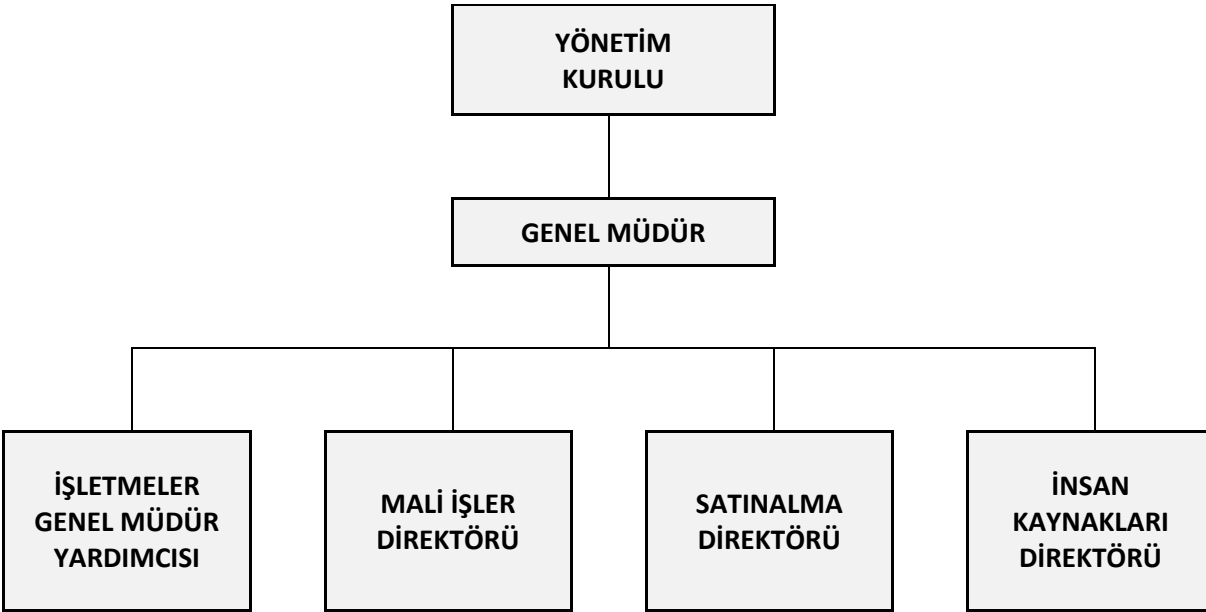 YÖNETİM
KURULU
GENEL MÜDÜR
İŞLETMELER
GENEL MÜDÜR
YARDIMCISI
MALİ İŞLER
DİREKTÖRÜ
SATINALMA
DİREKTÖRÜ
İNSAN
KAYNAKLARI
DİREKTÖRÜ